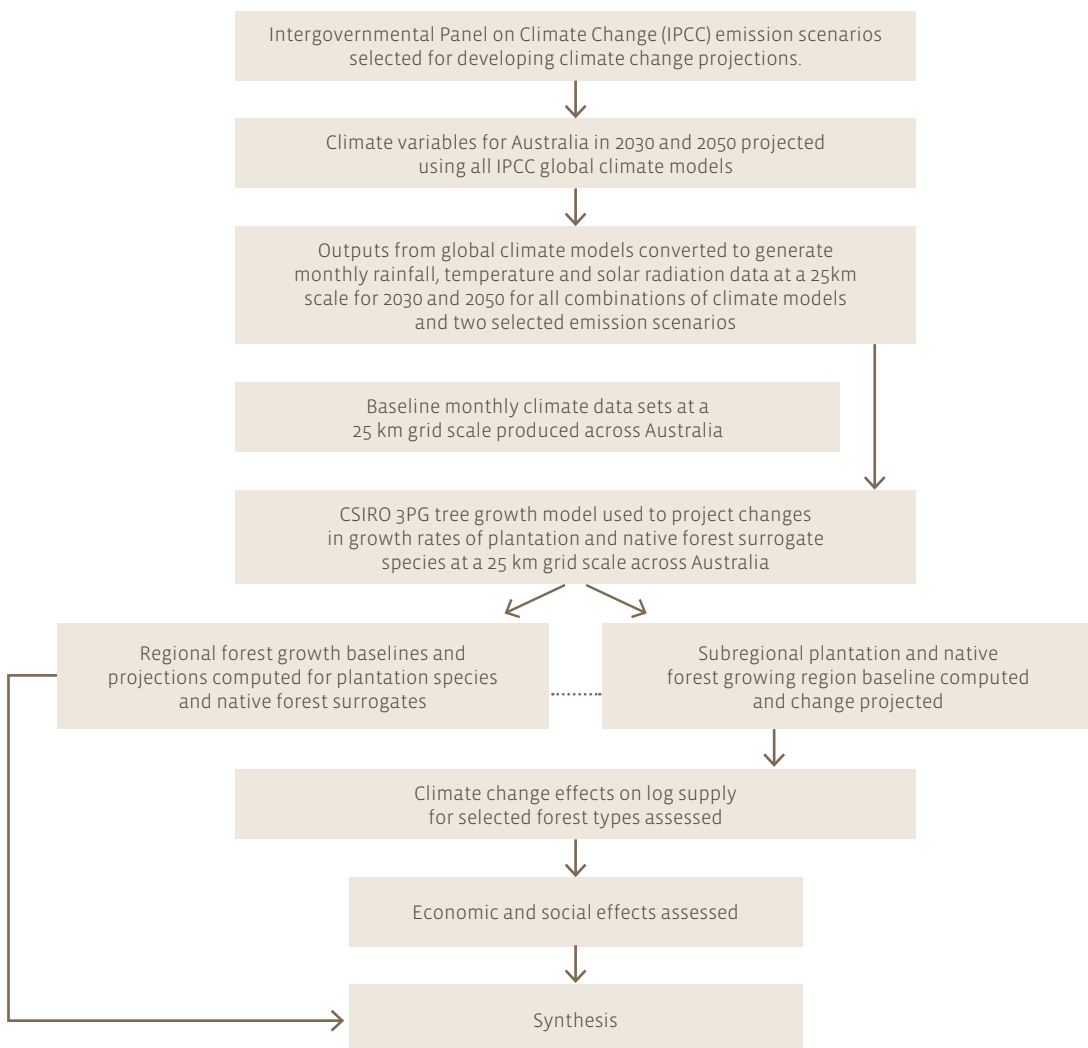 Intergovernmental Panel on Climate Change (IPCC) emission scenarios
selected for developing climate change projections.
Climate variables for Australia in 2030 and 2050 projected
using all IPCC global climate models
Outputs from global climate models converted to generate
monthly rainfall, temperature and solar radiation data at a 25km
scale for 2030 and 2050 for all combinations of climate models
and two selected emission scenarios
Baseline monthly climate data sets at a
25 km grid scale produced across Australia
CSIRO 3PG tree growth model used to project changes
in growth rates of plantation and native forest surrogate
species at a 25 km grid scale across Australia
Regional forest growth baselines and
projections computed for plantation species
and native forest surrogates
Subregional plantation and native
forest growing region baseline computed
and change projected
Climate change effects on log supply
for selected forest types assessed
Economic and social effects assessed
Synthesis